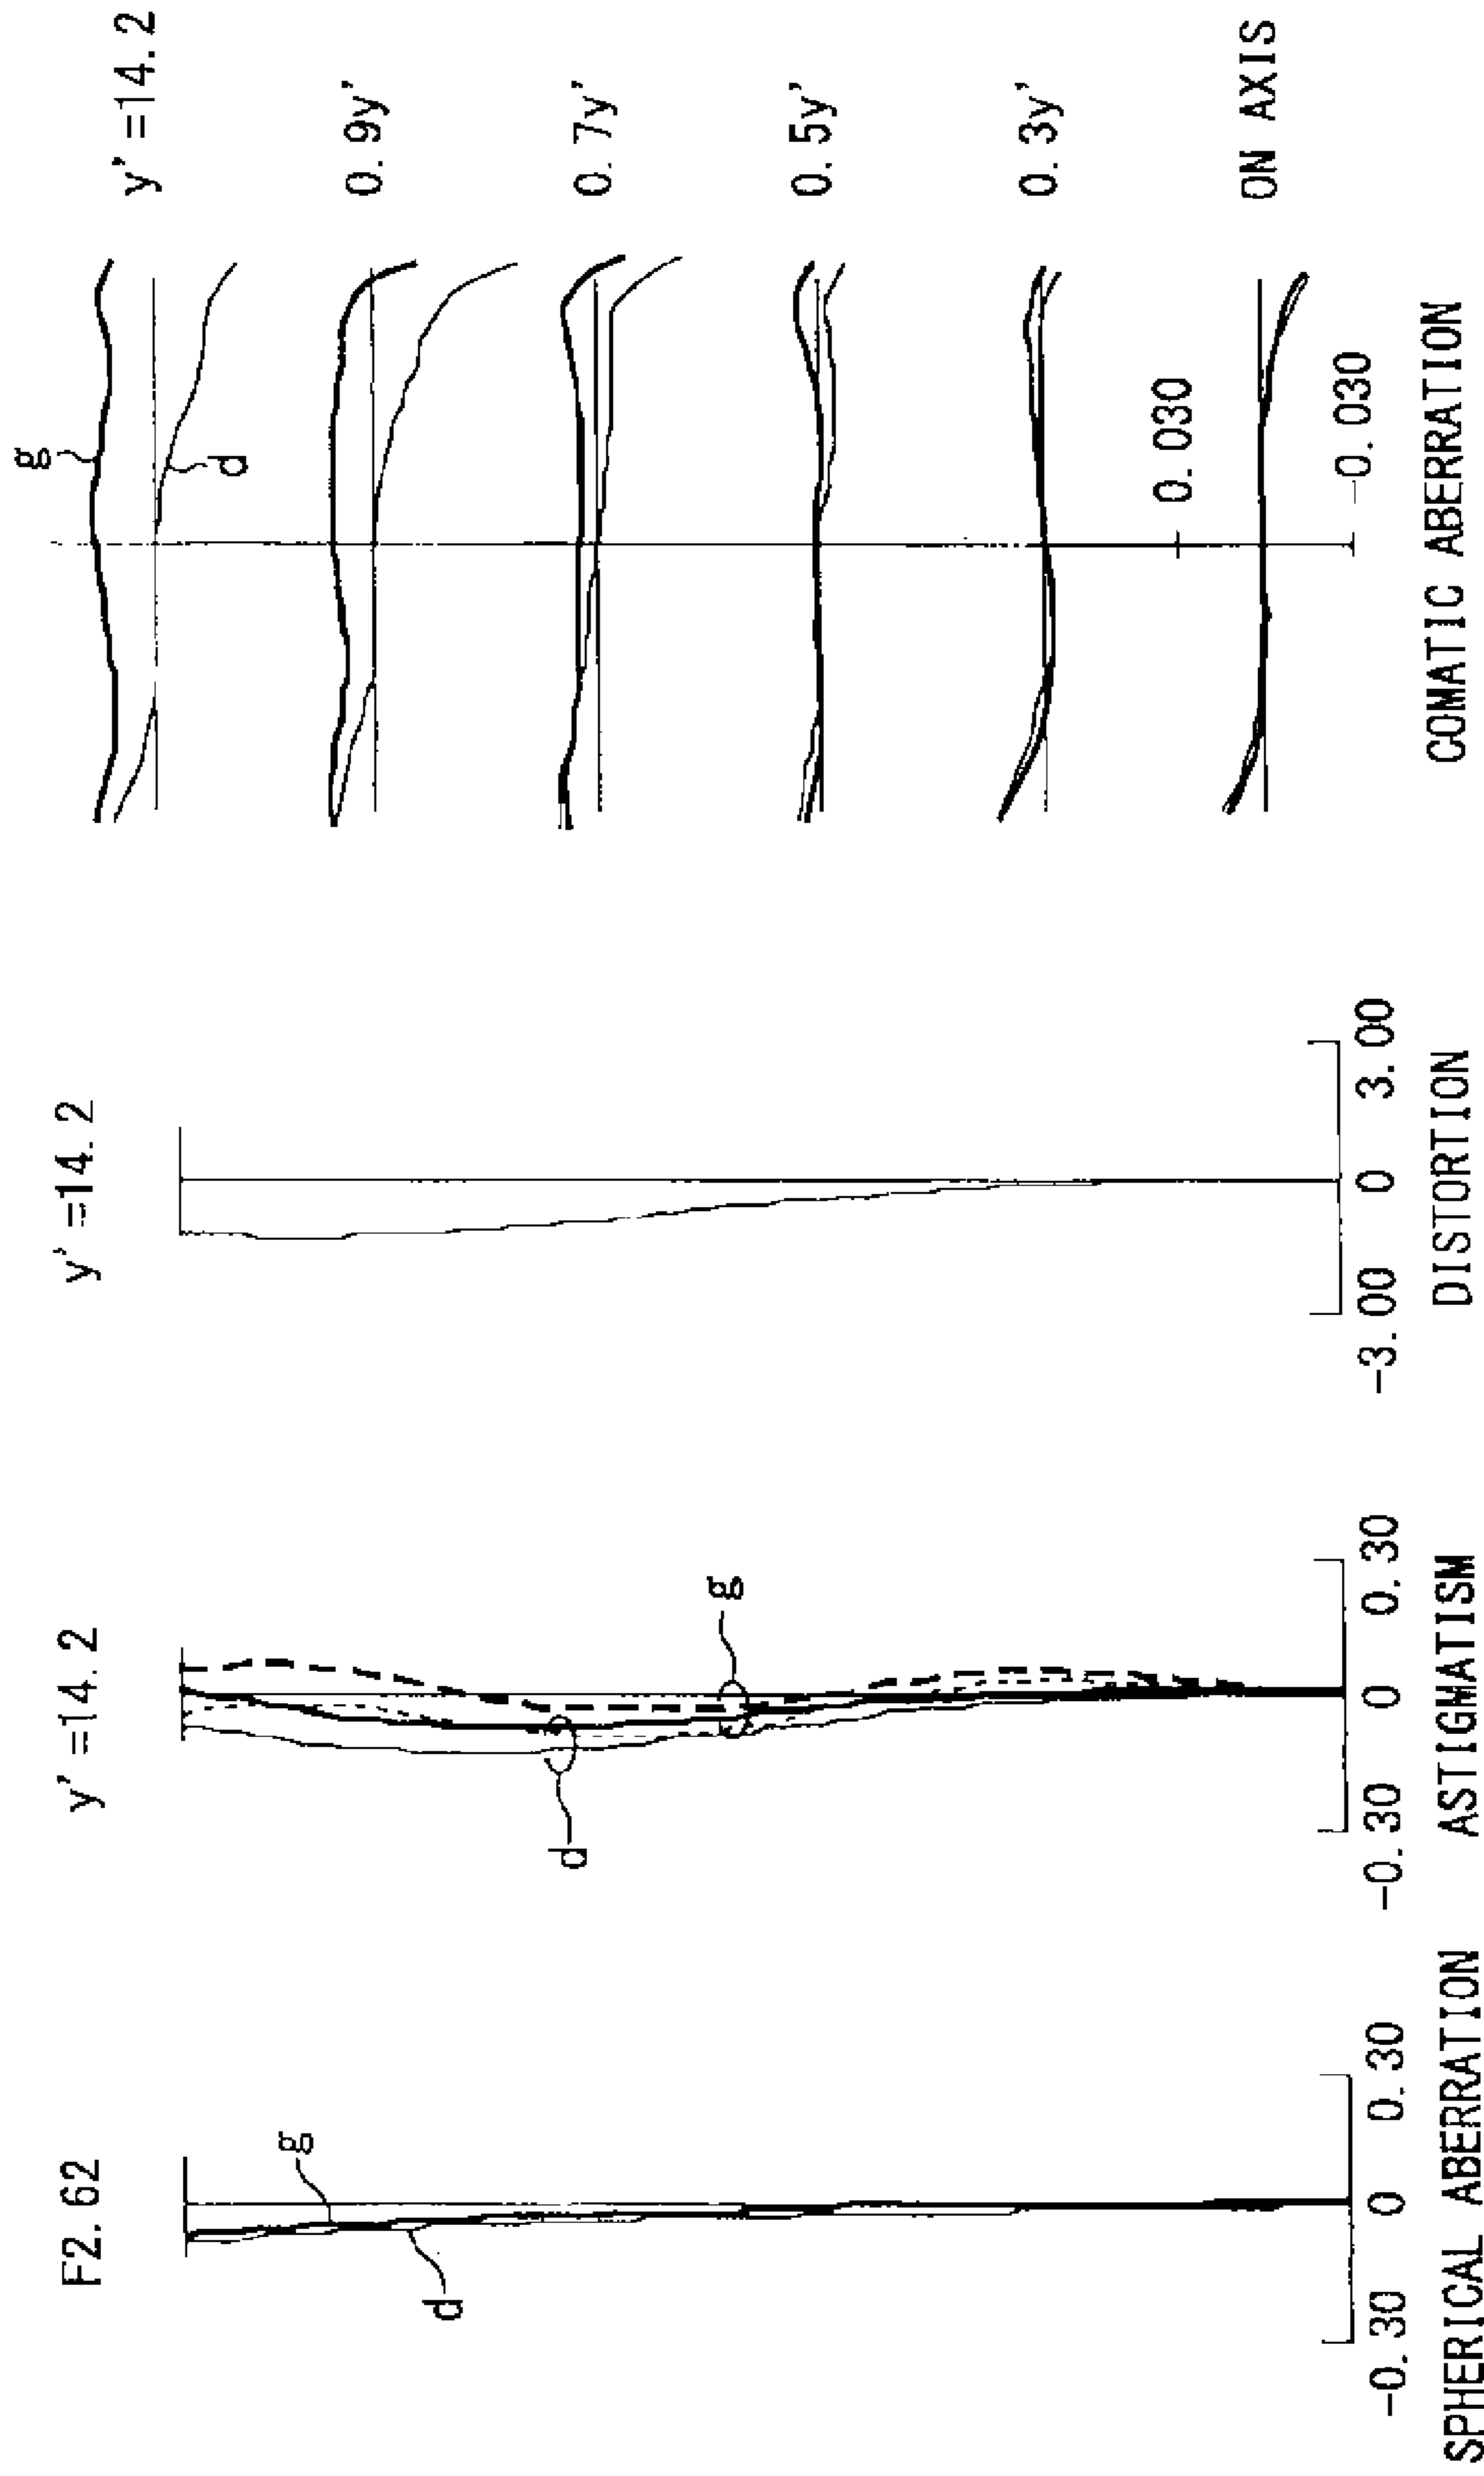 F2.62
g
d
-0.30 0 0.30
SPHERICAL ABERRATION
y'=14.2
g
d
-0.30 0 0.30
ASTIGMATISM
y'=14.2
-3.00 0 3.00
DISTORTION
g
d
y'=14.2
0.9y'
0.7y'
0.5y'
0.3y'
0.030
ON AXIS
-0.030
COMATIC ABERRATION